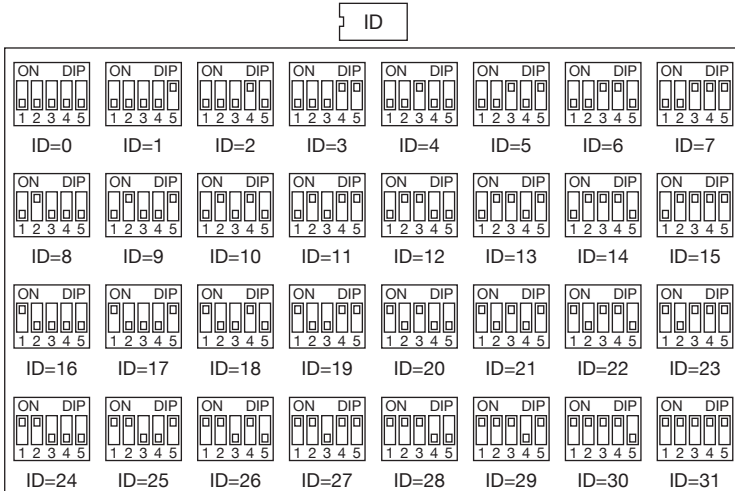 ID
ON DIP ON DIP ON DIP ON DIP ON DIP ON DIP ON DIP ON DIP
1 2 3 4 5 1 2 3 4 5 1 2 3 4 5 1 2 3 4 5 1 2 3 4 5 1 2 3 4 5 1 2 3 4 5 1 2 3 4 5
ID=0 ID=1 ID=2 ID=3 ID=4 ID=5 ID=6 ID=7
ON DIP ON DIP ON DIP ON DIP ON DIP ON DIP ON DIP ON DIP
1 2 3 4 5 1 2 3 4 5 1 2 3 4 5 1 2 3 4 5 1 2 3 4 5 1 2 3 4 5 1 2 3 4 5 1 2 3 4 5
ID=8 ID=9 ID=10 ID=11 ID=12 ID=13 ID=14 ID=15
ON DIP ON DIP ON DIP ON DIP ON DIP ON DIP ON DIP ON DIP
1 2 3 4 5 1 2 3 4 5 1 2 3 4 5 1 2 3 4 5 1 2 3 4 5 1 2 3 4 5 1 2 3 4 5 1 2 3 4 5
ID=16 ID=17 ID=18 ID=19 ID=20 ID=21 ID=22 ID=23
ON DIP ON DIP ON DIP ON DIP ON DIP ON DIP ON DIP ON DIP
1 2 3 4 5 1 2 3 4 5 1 2 3 4 5 1 2 3 4 5 1 2 3 4 5 1 2 3 4 5 1 2 3 4 5 1 2 3 4 5
ID=24 ID=25 ID=26 ID=27 ID=28 ID=29 ID=30 ID=31